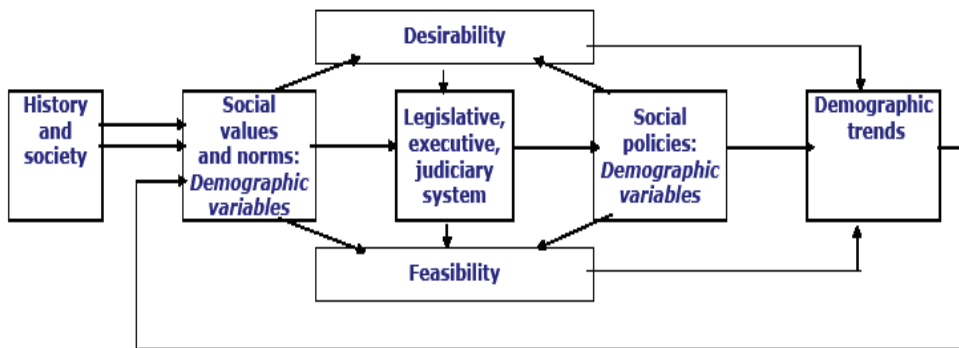 Desirability
History
and
society
Social
values
and norms:
Demographic
variables
Legislative,
executive,
judiciary
system
Social
policies:
Demographic
variables
Demographic
trends
Feasibility